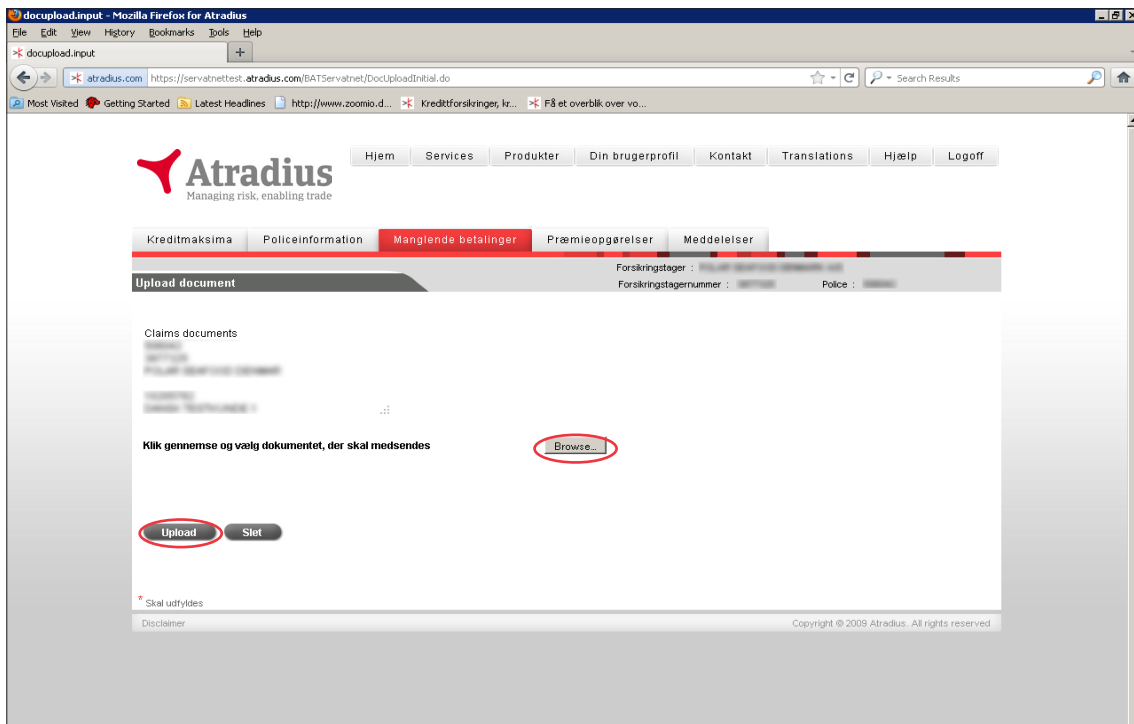 docupload.input - Mozilla Firefox for Atradius
File Edit View History Bookmarks Tools Help
docupload.input +
atradius.com https://servatnettest.atradius.com/BATServatnet/DocUploadInitial.do Search Results
Most Visited Getting Started Latest Headlines http://www.zoomio.d... Kredittforsikringer, kr... Få et overblik over vo...
Hjem Services Produkter Din brugerprofil Kontakt Translations Hjælp Logoff
Atradius
Managing risk, enabling trade
Kreditmaksima Policeinformation Manglende betalinger Præmieopgørelser Meddelelser
Forsikringstager :
Upload document
Forsikringstagernummer : Police :
Claims documents
Klik gennemse og vælg dokumentet, der skal medsendes Browse...
Upload Slet
* Skal udfyldes
Disclaimer Copyright © 2009 Atradius. All rights reserved